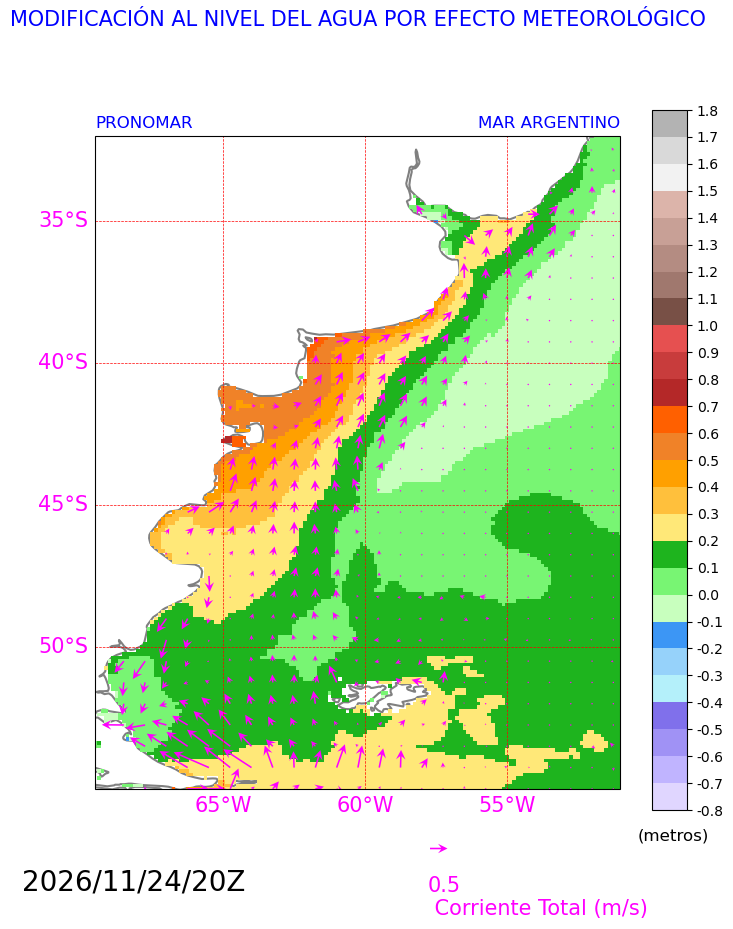 MODIFICACIÓN AL NIVEL DEL AGUA POR EFECTO METEOROLÓGICO
PRONOMAR
MAR ARGENTINO
35°S
40°S
45°S
50°S
65°W
60°W
55°W
1.8
1.7
1.6
1.5
1.4
1.3
1.2
1.1
1.0
0.9
0.8
0.7
0.6
0.5
0.4
0.3
0.2
0.1
0.0
-0.1
-0.2
-0.3
-0.4
-0.5
-0.6
-0.7
-0.8
(metros)
2026/11/24/20Z
0.5
Corriente Total (m/s)